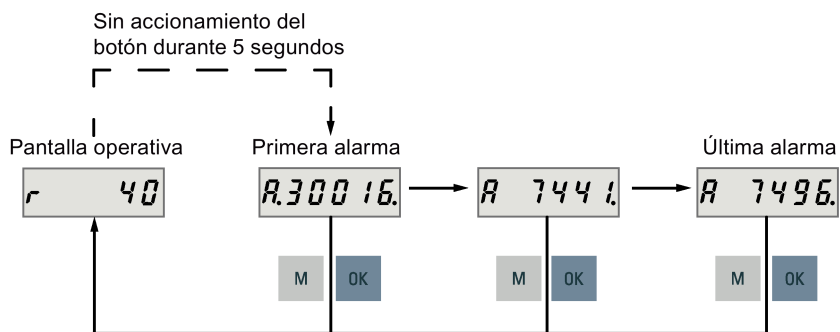 Sin accionamiento del
botón durante 5 segundos
Pantalla operativa
Primera alarma
Última alarma
r 40
A.30016.
A 7441.
A 7496.
M OK
M OK
M OK